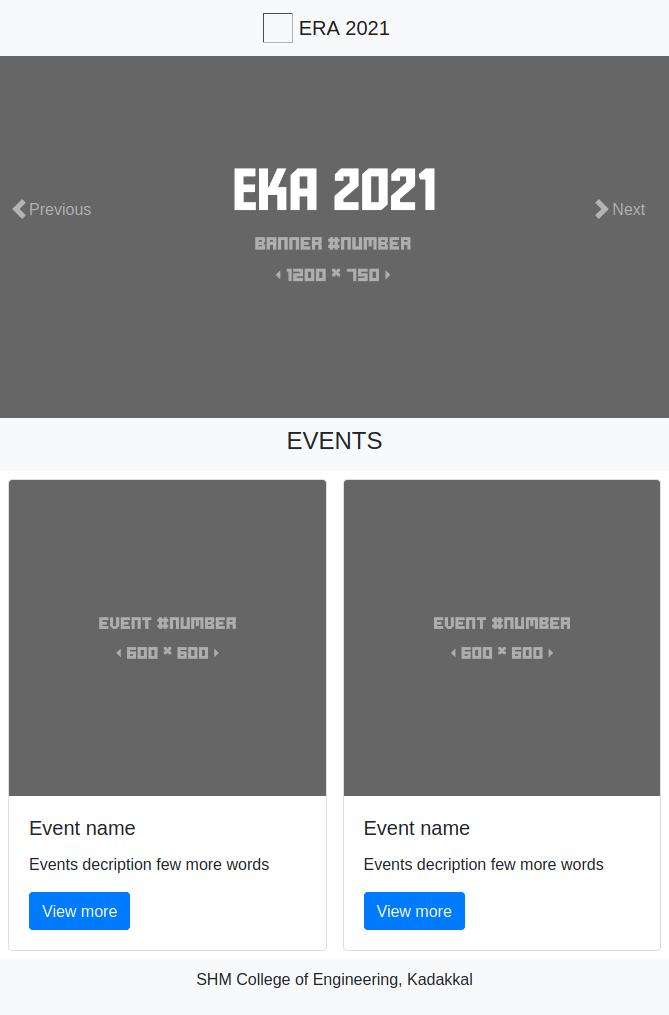 ERA 2021
EKA 2021
Previous
Next
BANNER #NUMBER
1200 × 750
EVENTS
EVENT #NUMBER
600 × 600
Event name
Events decription few more words
View more
EVENT #NUMBER
600 × 600
Event name
Events decription few more words
View more
SHM College of Engineering, Kadakkal